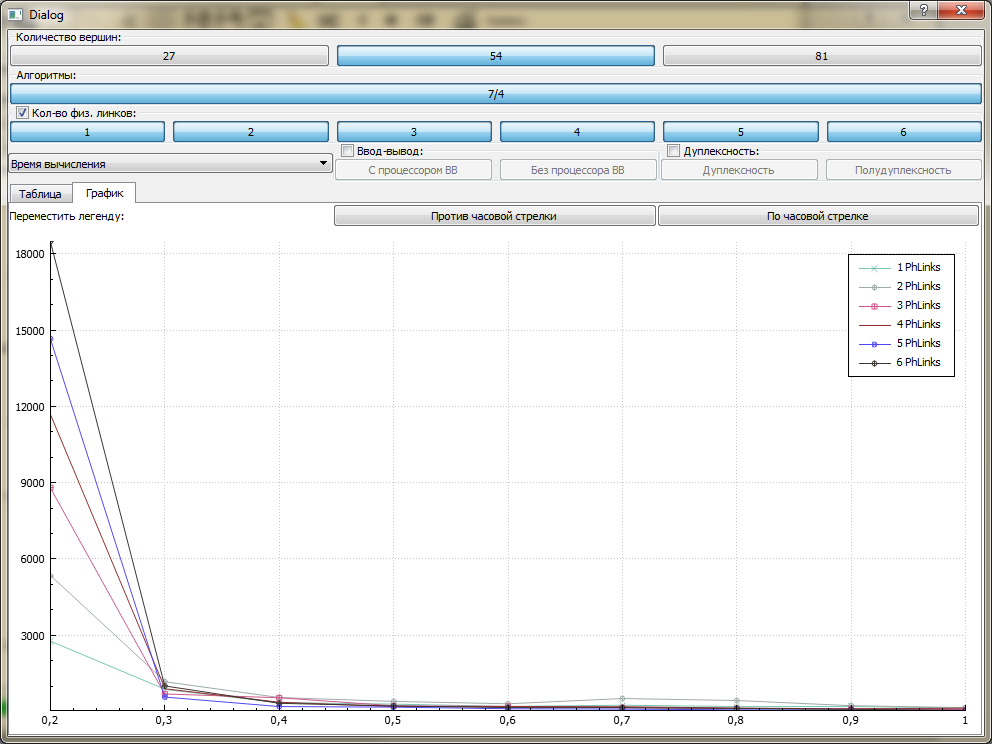 Dialog
Количество вершин:
27 54 81
Алгоритмы:
7/4
Кол-во физ. линков:
1 2 3 4 5 6
Время вычисления
Ввод-вывод:
Дуплексность:
С процессором ВВ Без процессора ВВ Дуплексность Полудуплексность
Таблица График
Переместить легенду: Против часовой стрелки По часовой стрелке
18000
15000
12000
9000
6000
3000
1 PhLinks
2 PhLinks
3 PhLinks
4 PhLinks
5 PhLinks
6 PhLinks
0,2 0,3 0,4 0,5 0,6 0,7 0,8 0,9 1